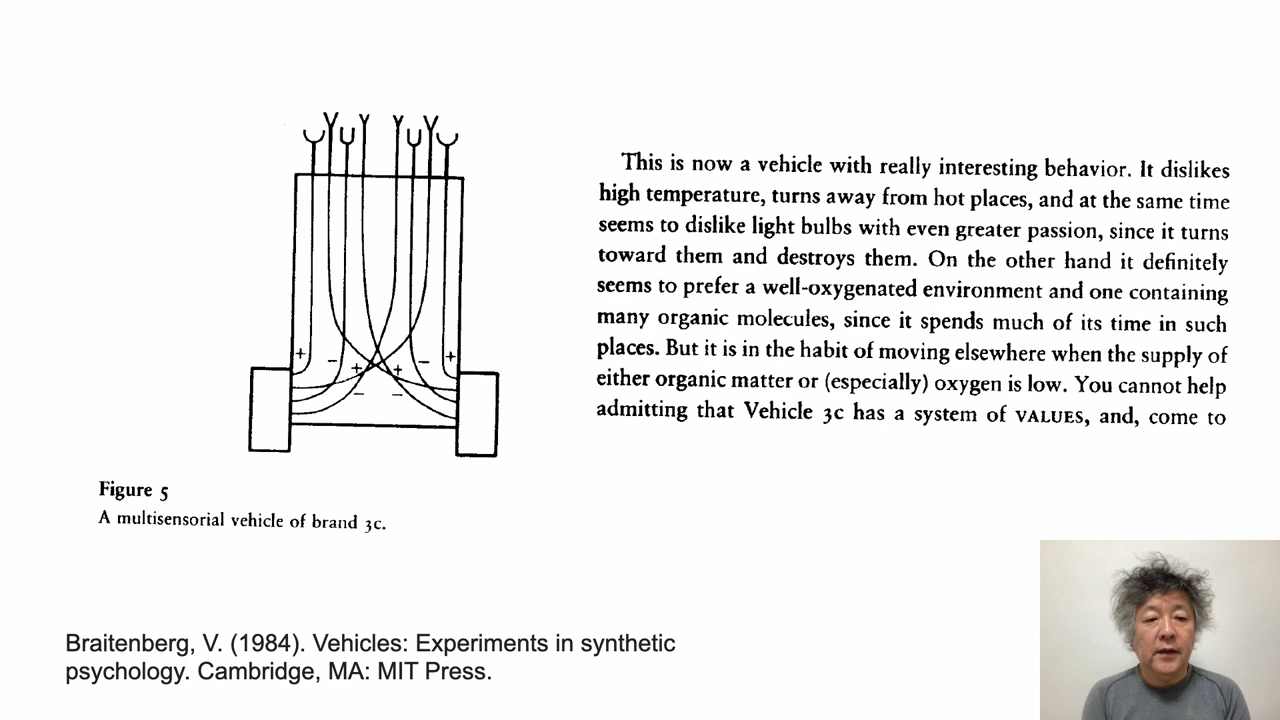 +
−
+
+
−
+
−
−
This is now a vehicle with really interesting behavior. It dislikes
high temperature, turns away from hot places, and at the same time
seems to dislike light bulbs with even greater passion, since it turns
toward them and destroys them. On the other hand it definitely
seems to prefer a well-oxygenated environment and one containing
many organic molecules, since it spends much of its time in such
places. But it is in the habit of moving elsewhere when the supply of
either organic matter or (especially) oxygen is low. You cannot help
admitting that Vehicle 3c has a system of VALUES, and, come to
Figure 5
A multisensorial vehicle of brand 3c.
Braitenberg, V. (1984). Vehicles: Experiments in synthetic
psychology. Cambridge, MA: MIT Press.